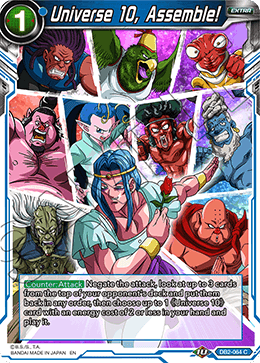 1
Universe 10, Assemble!
EXTRA
Counter: Attack Negate the attack, look at up to 3 cards
from the top of your opponent's deck and put them
back in any order, then choose up to 1 《Universe 10》
card with an energy cost of 2 or less in your hand and
play it.
©B.S./S., T.A.
BANDAI MADE IN JAPAN EN
DB2-064 C